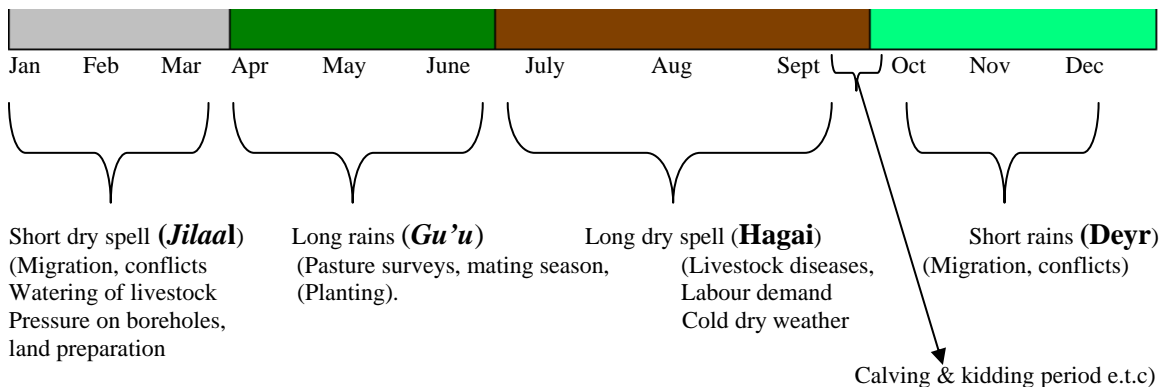 Jan Feb Mar Apr May June July Aug Sept Oct Nov Dec
Short dry spell (Jilaal)
(Migration, conflicts
Watering of livestock
Pressure on boreholes,
land preparation
Long rains (Gu'u)
(Pasture surveys, mating season,
(Planting).
Long dry spell (Hagai)
(Livestock diseases,
Labour demand
Cold dry weather
Short rains (Deyr)
(Migration, conflicts)
Calving & kidding period e.t.c)